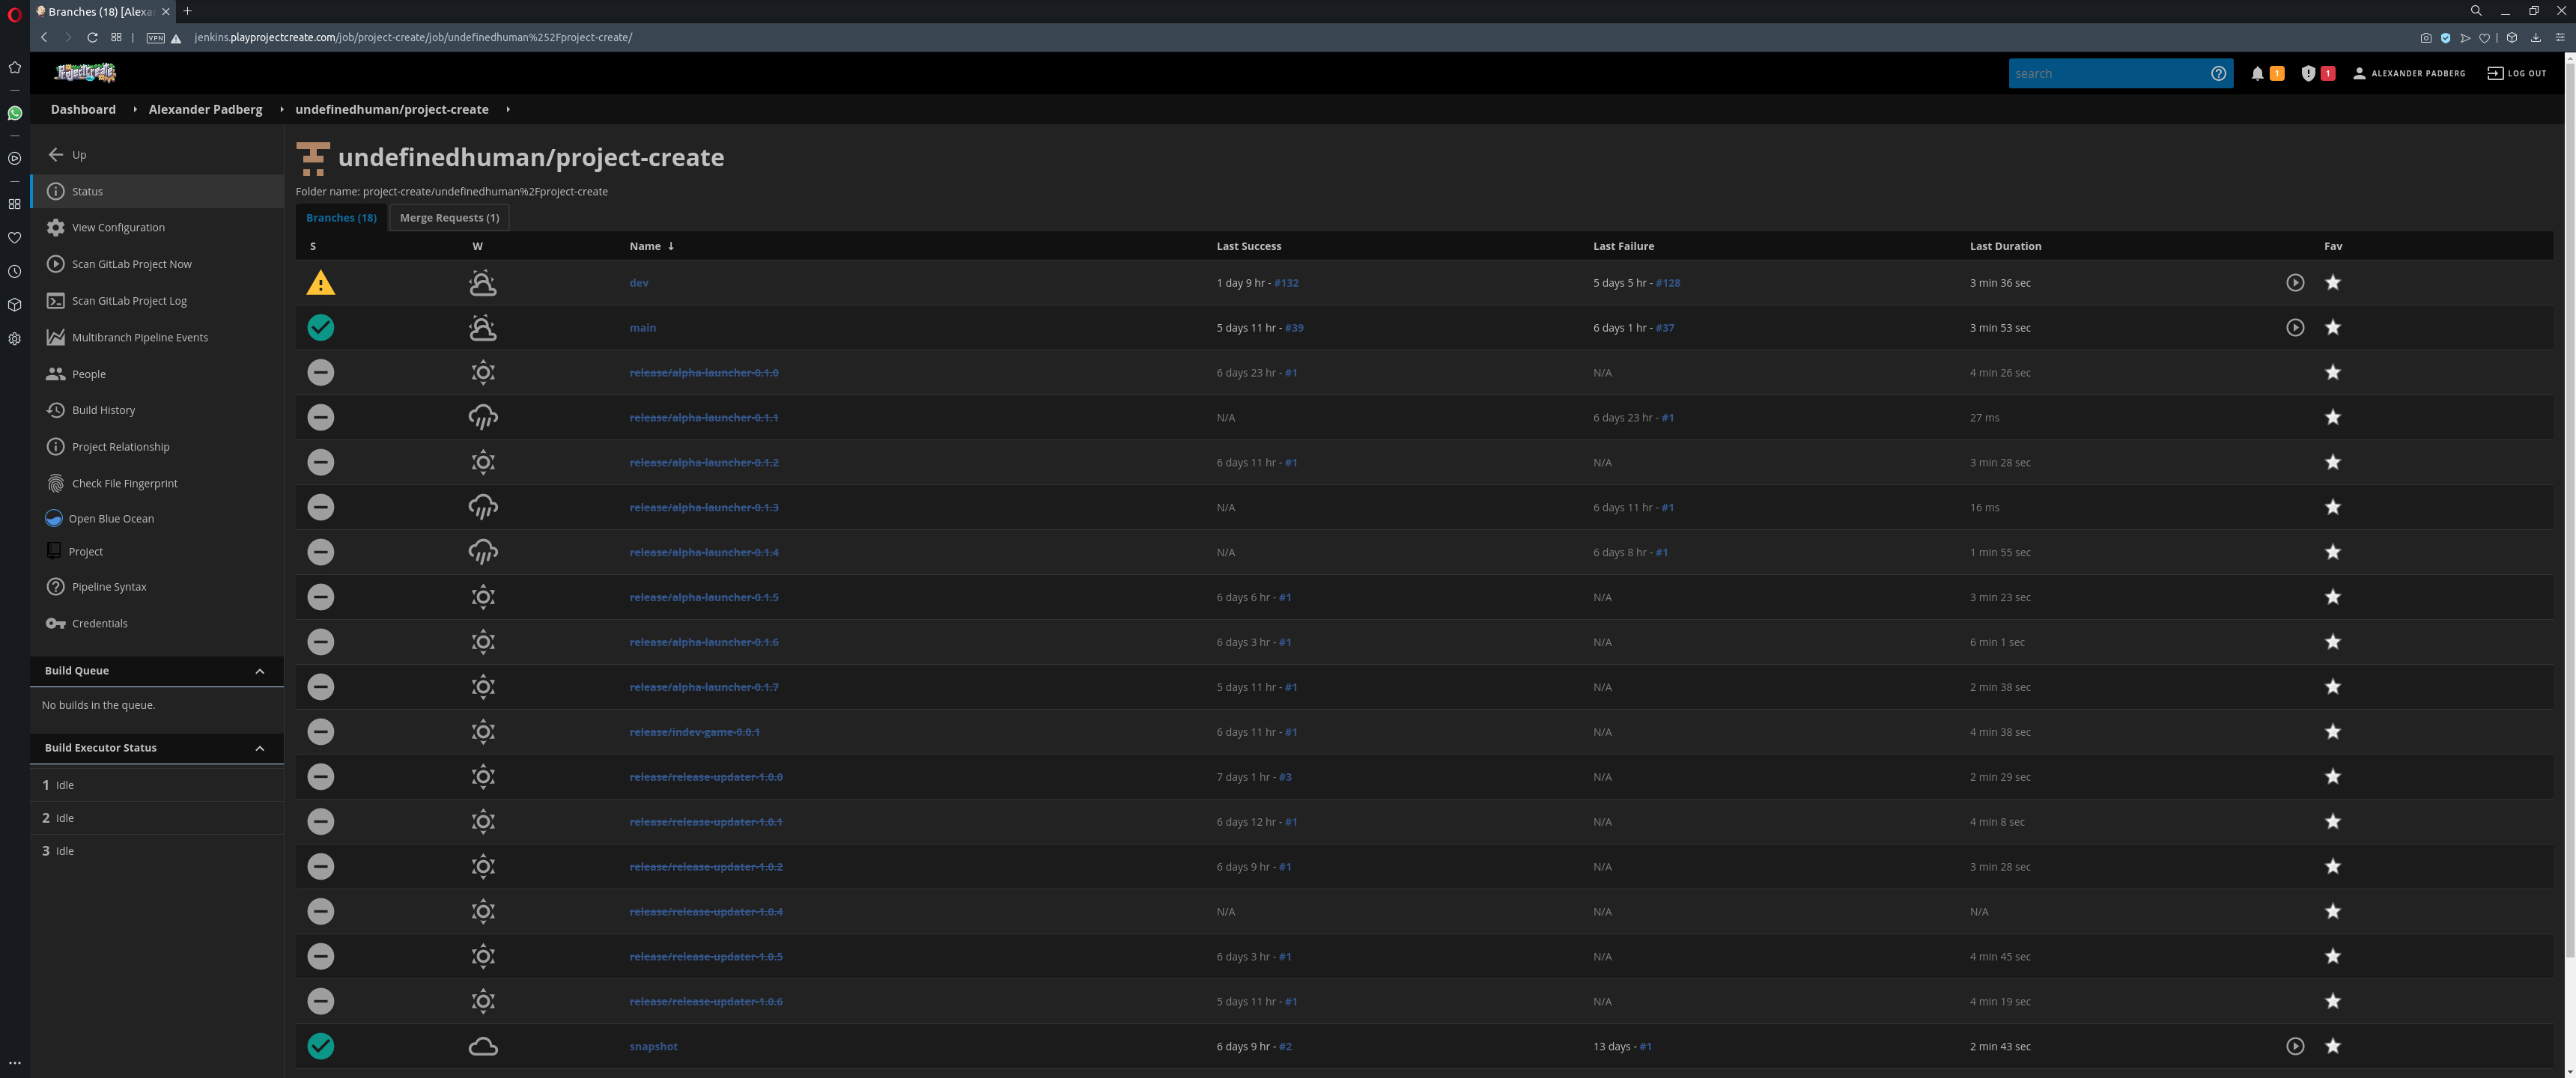 Branches (18) [Alexa
VPN
jenkins.playprojectcreate.com/job/project-create/job/undefinedhuman%252Fproject-create/
ProjectCreate
search
1
1
ALEXANDER PADBERG
LOG OUT
Dashboard
Alexander Padberg
undefinedhuman/project-create
Up
Status
View Configuration
Scan GitLab Project Now
Scan GitLab Project Log
Multibranch Pipeline Events
People
Build History
Project Relationship
Check File Fingerprint
Open Blue Ocean
Project
Pipeline Syntax
Credentials
Build Queue
No builds in the queue.
Build Executor Status
1 Idle
2 Idle
3 Idle
undefinedhuman/project-create
Folder name: project-create/undefinedhuman%2Fproject-create
Branches (18) Merge Requests (1)
S W Name ↓ Last Success Last Failure Last Duration Fav
dev 1 day 9 hr - #132 5 days 5 hr - #128 3 min 36 sec
main 5 days 11 hr - #39 6 days 1 hr - #37 3 min 53 sec
release/alpha-launcher-0.1.0 6 days 23 hr - #1 N/A 4 min 26 sec
release/alpha-launcher-0.1.1 N/A 6 days 23 hr - #1 27 ms
release/alpha-launcher-0.1.2 6 days 11 hr - #1 N/A 3 min 28 sec
release/alpha-launcher-0.1.3 N/A 6 days 11 hr - #1 16 ms
release/alpha-launcher-0.1.4 N/A 6 days 8 hr - #1 1 min 55 sec
release/alpha-launcher-0.1.5 6 days 6 hr - #1 N/A 3 min 23 sec
release/alpha-launcher-0.1.6 6 days 3 hr - #1 N/A 6 min 1 sec
release/alpha-launcher-0.1.7 5 days 11 hr - #1 N/A 2 min 38 sec
release/indev-game-0.0.1 6 days 11 hr - #1 N/A 4 min 38 sec
release/release-updater-1.0.0 7 days 1 hr - #3 N/A 2 min 29 sec
release/release-updater-1.0.1 6 days 12 hr - #1 N/A 4 min 8 sec
release/release-updater-1.0.2 6 days 9 hr - #1 N/A 3 min 28 sec
release/release-updater-1.0.4 N/A N/A N/A
release/release-updater-1.0.5 6 days 3 hr - #1 N/A 4 min 45 sec
release/release-updater-1.0.6 5 days 11 hr - #1 N/A 4 min 19 sec
snapshot 6 days 9 hr - #2 13 days - #1 2 min 43 sec